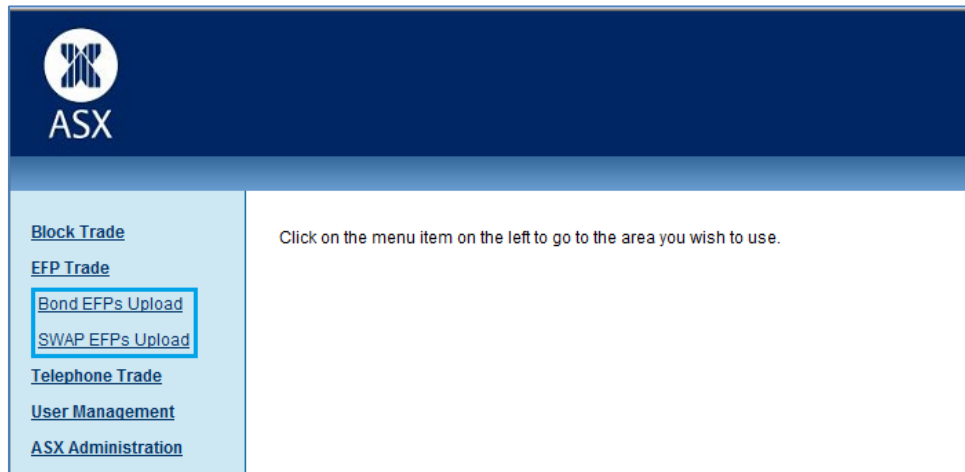 ASX
Block Trade
Click on the menu item on the left to go to the area you wish to use.
EFP Trade
Bond EFPs Upload
SWAP EFPs Upload
Telephone Trade
User Management
ASX Administration